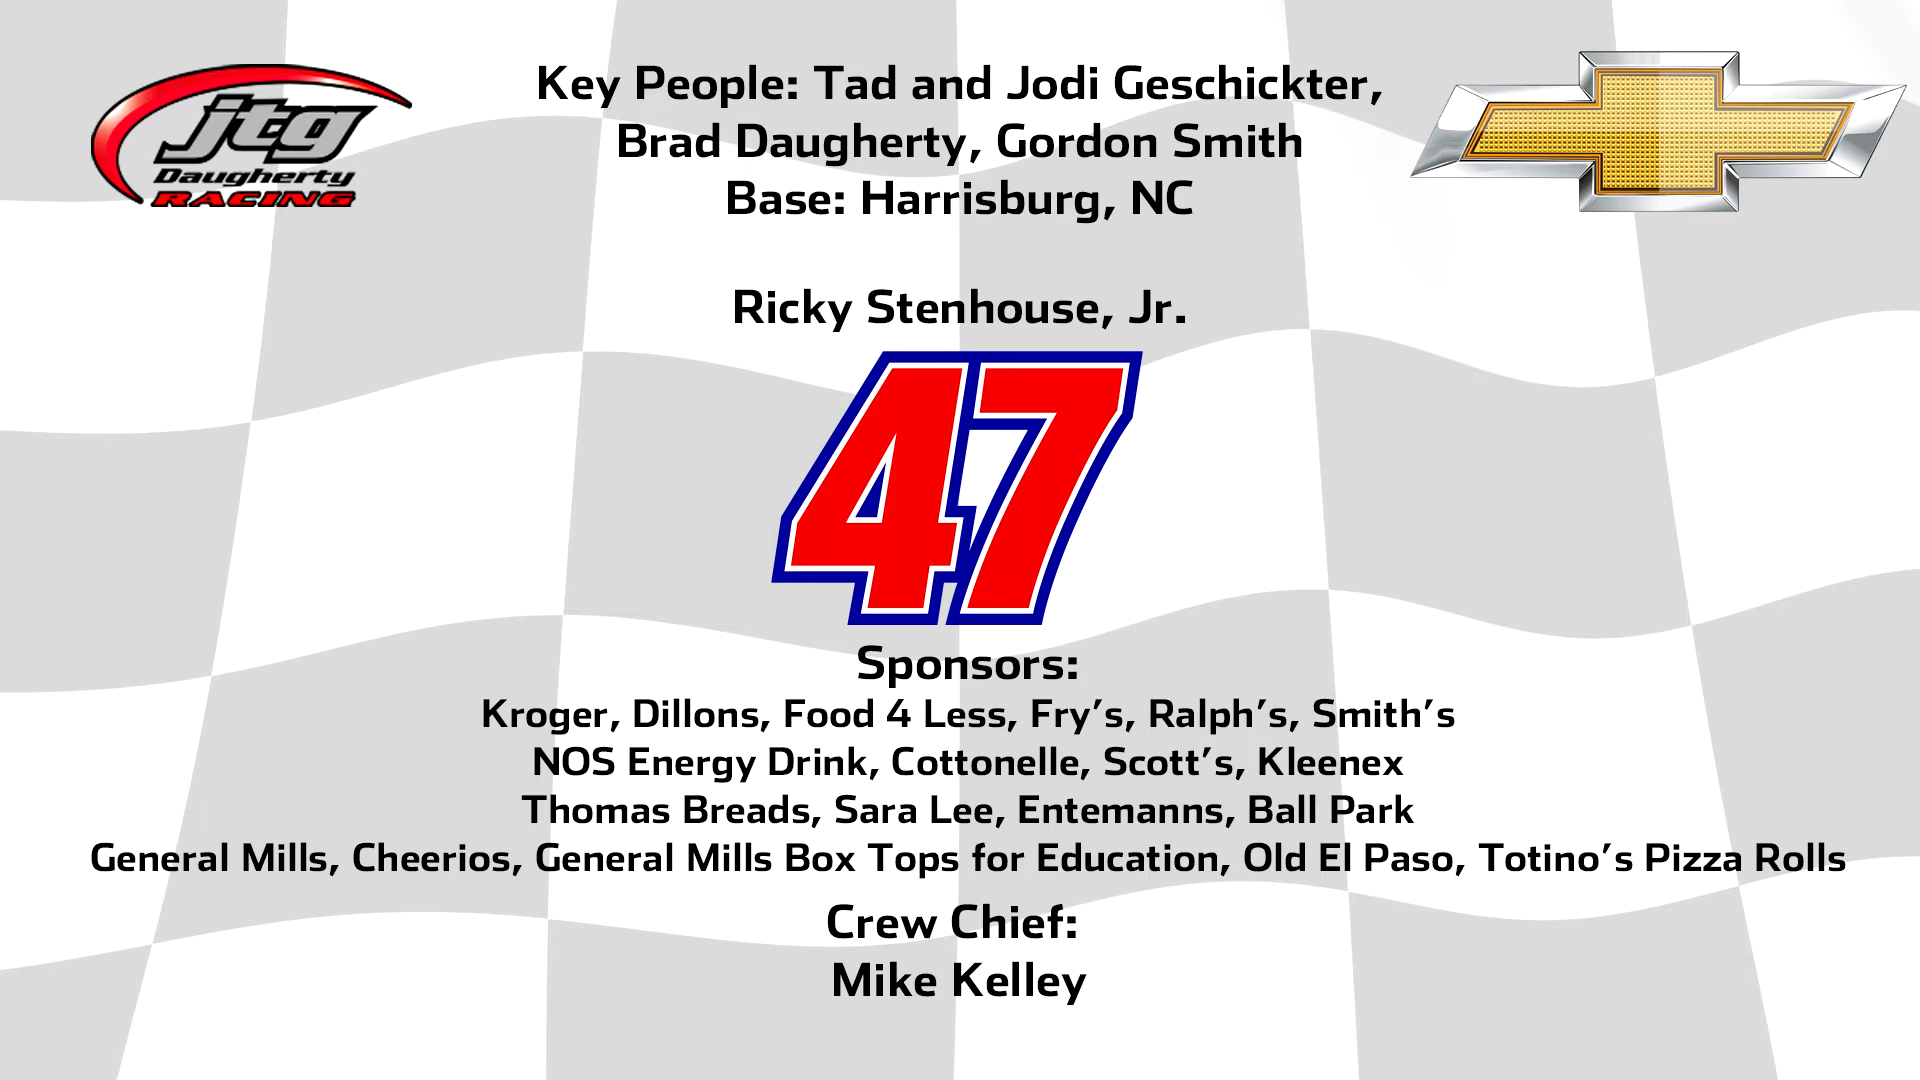 jtg
Daugherty
RACING
Key People: Tad and Jodi Geschickter,
Brad Daugherty, Gordon Smith
Base: Harrisburg, NC
Ricky Stenhouse, Jr.
47
Sponsors:
Kroger, Dillons, Food 4 Less, Fry’s, Ralph’s, Smith’s
NOS Energy Drink, Cottonelle, Scott’s, Kleenex
Thomas Breads, Sara Lee, Entemanns, Ball Park
General Mills, Cheerios, General Mills Box Tops for Education, Old El Paso, Totino’s Pizza Rolls
Crew Chief:
Mike Kelley